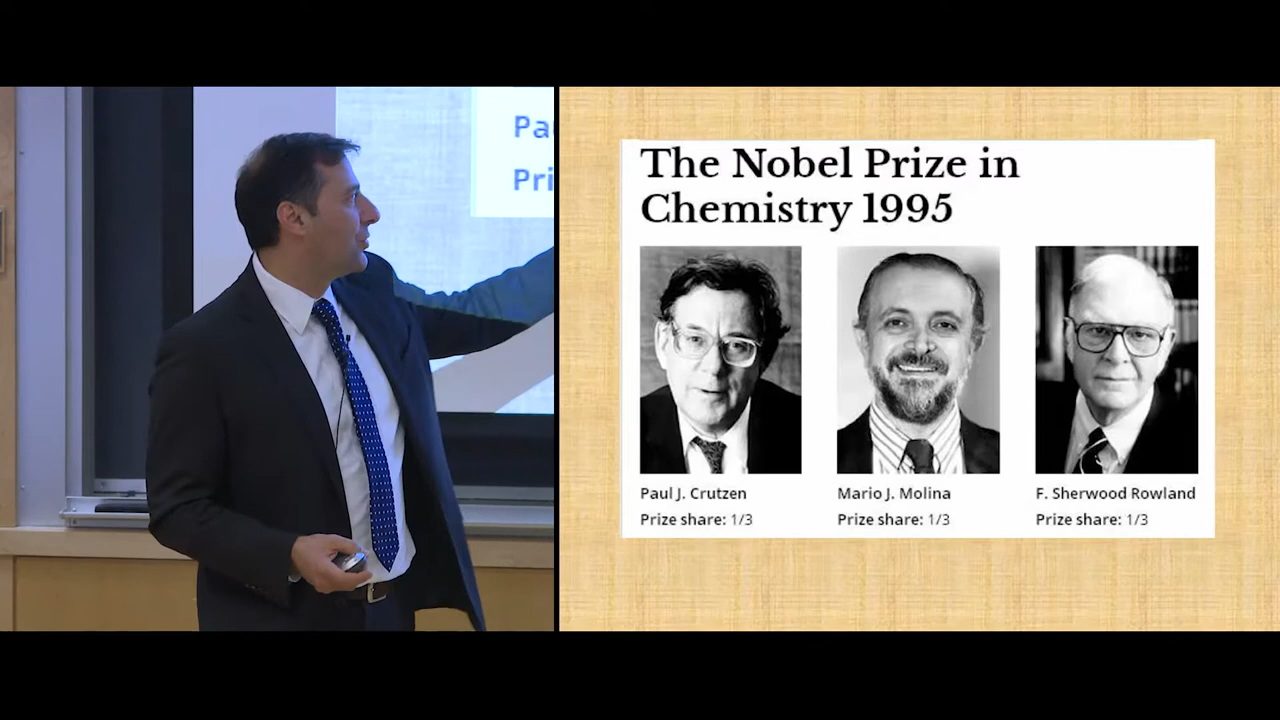 Pa
Pri
The Nobel Prize in
Chemistry 1995
Paul J. Crutzen
Mario J. Molina
F. Sherwood Rowland
Prize share: 1/3
Prize share: 1/3
Prize share: 1/3